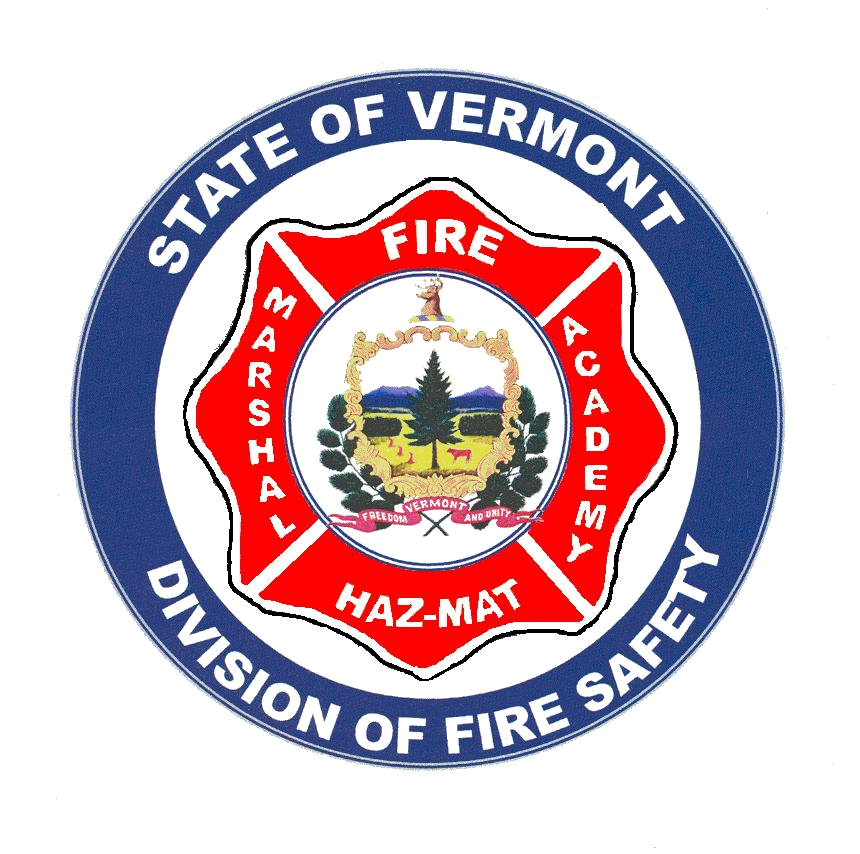 STATE OF VERMONT
FIRE
MARSHAL
ACADEMY
FREEDOM
VERMONT
AND UNITY
HAZ-MAT
DIVISION OF FIRE SAFETY